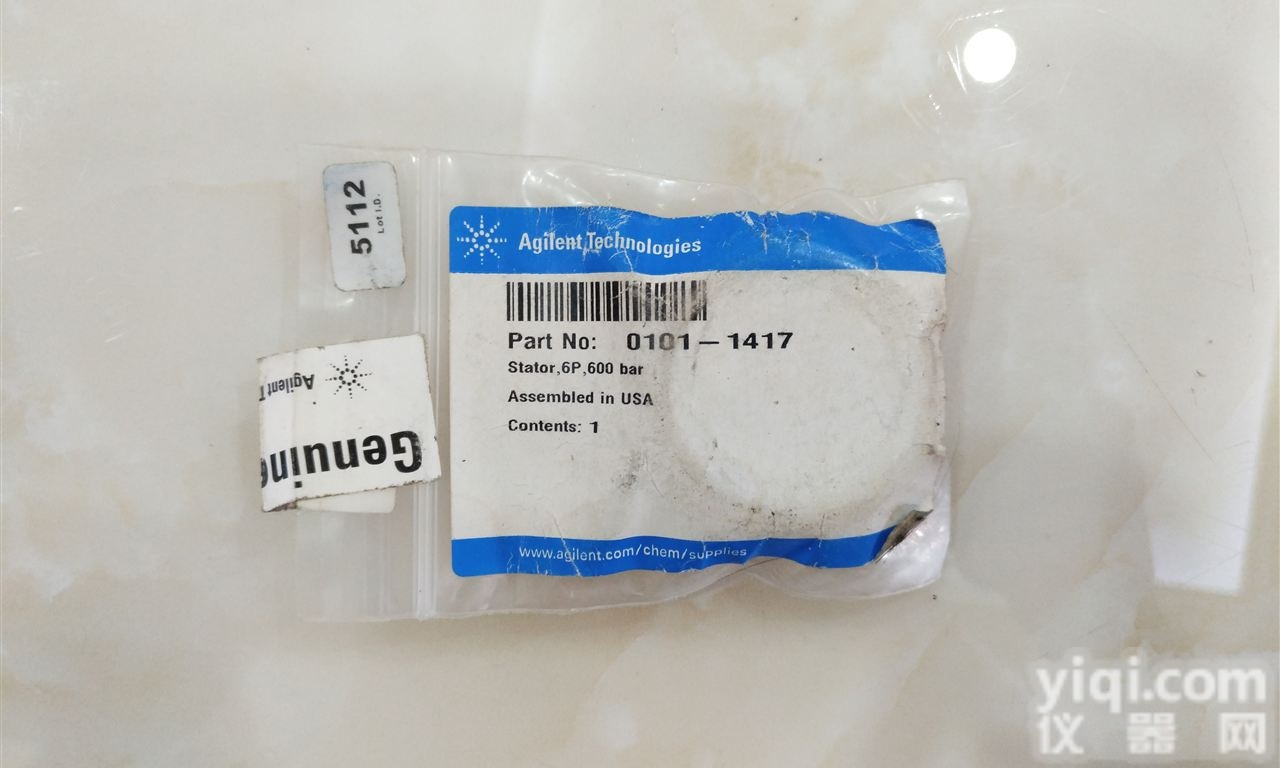 5112
Lot I.D.
Agilent Technologies
Part No: 0101-1417
Stator,6P,600 bar
Assembled in USA
Contents: 1
www.agilent.com/chem/supplies
Agilent T
Genuine
yiqi.com
仪器网